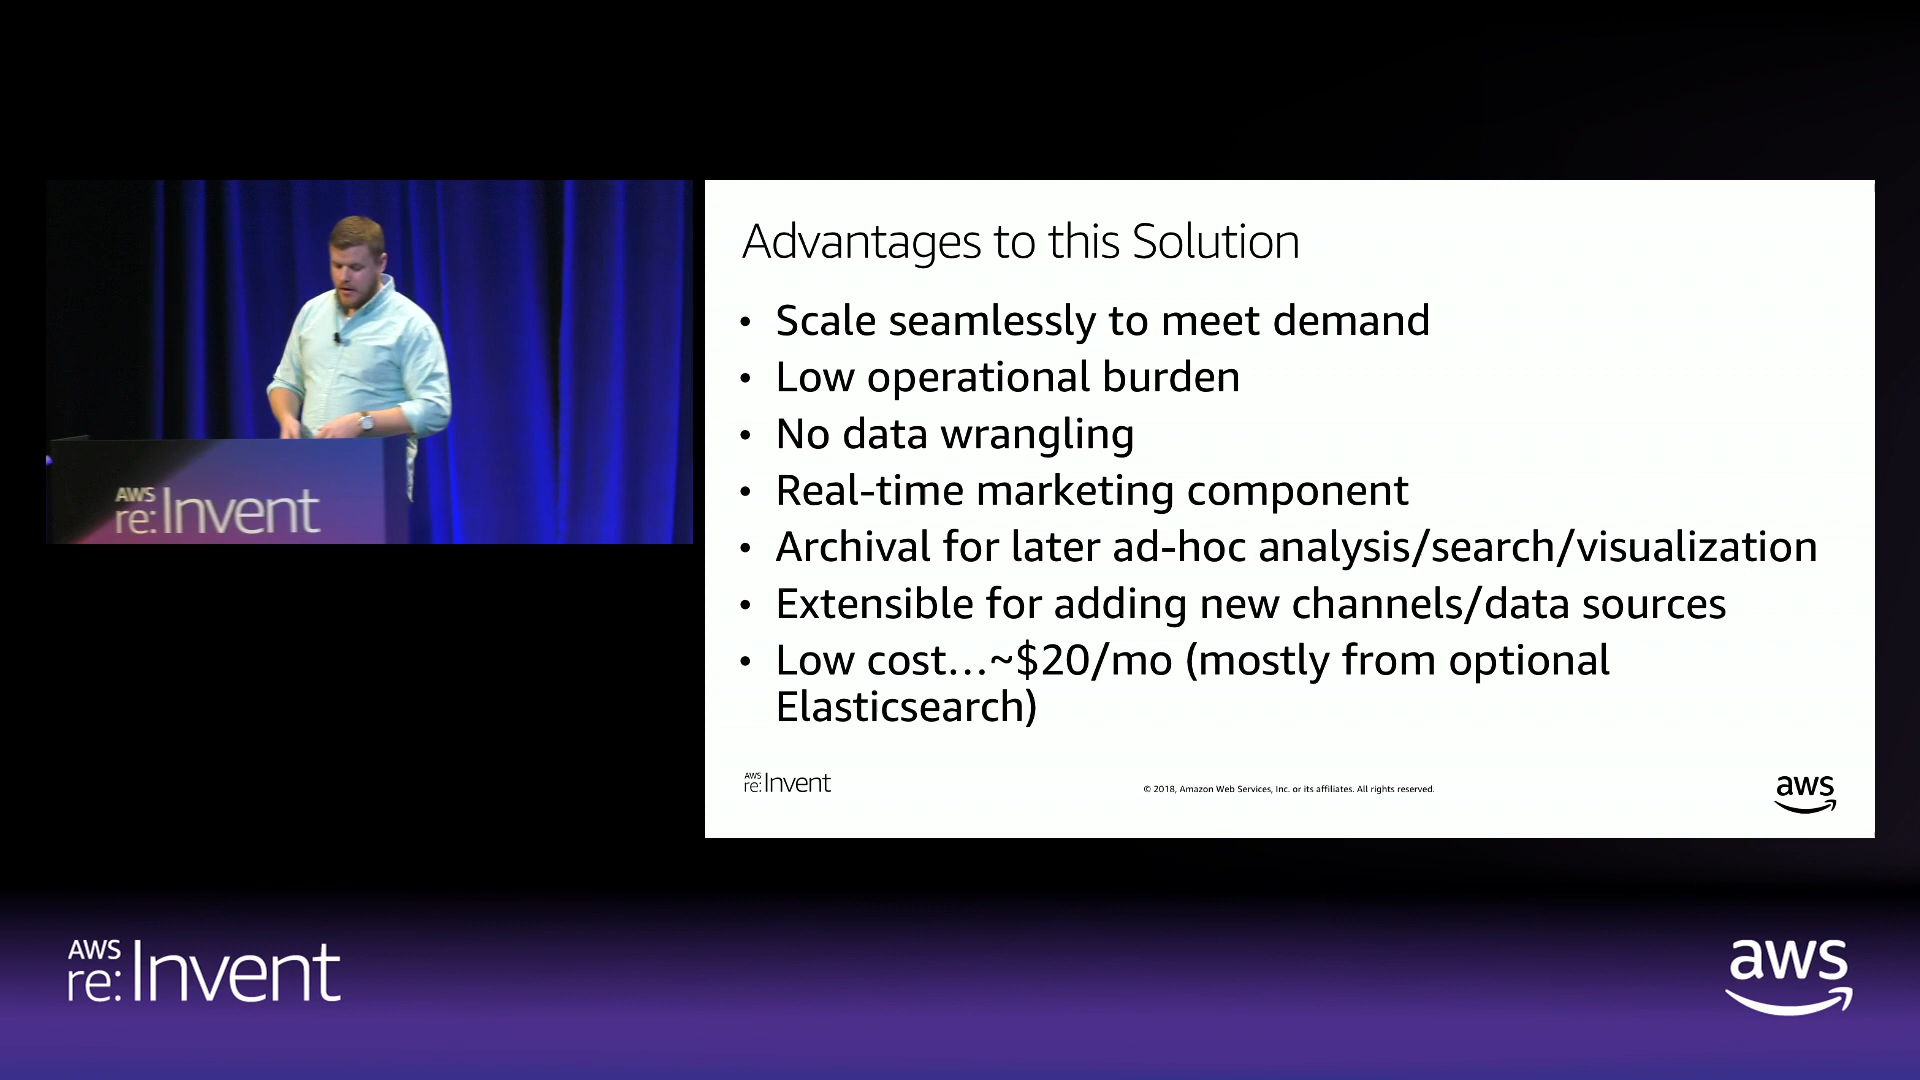 AWS
re:Invent
Advantages to this Solution
• Scale seamlessly to meet demand
• Low operational burden
• No data wrangling
• Real-time marketing component
• Archival for later ad-hoc analysis/search/visualization
• Extensible for adding new channels/data sources
• Low cost...~$20/mo (mostly from optional
Elasticsearch)
AWS
re:Invent
© 2018, Amazon Web Services, Inc. or its affiliates. All rights reserved.
aws
AWS
re:Invent
aws